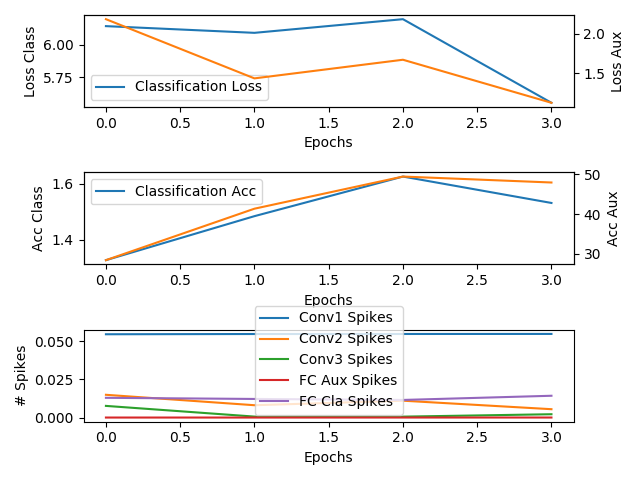 6.00
5.75
Loss Class
2.0
1.5
Loss Aux
Classification Loss
0.0 0.5 1.0 1.5 2.0 2.5 3.0
Epochs
1.6
1.4
Acc Class
50
40
30
Acc Aux
Classification Acc
0.0 0.5 1.0 1.5 2.0 2.5 3.0
Epochs
0.050
0.025
0.000
# Spikes
Conv1 Spikes
Conv2 Spikes
Conv3 Spikes
FC Aux Spikes
FC Cla Spikes
0.0 0.5 1.0 1.5 2.0 2.5 3.0
Epochs